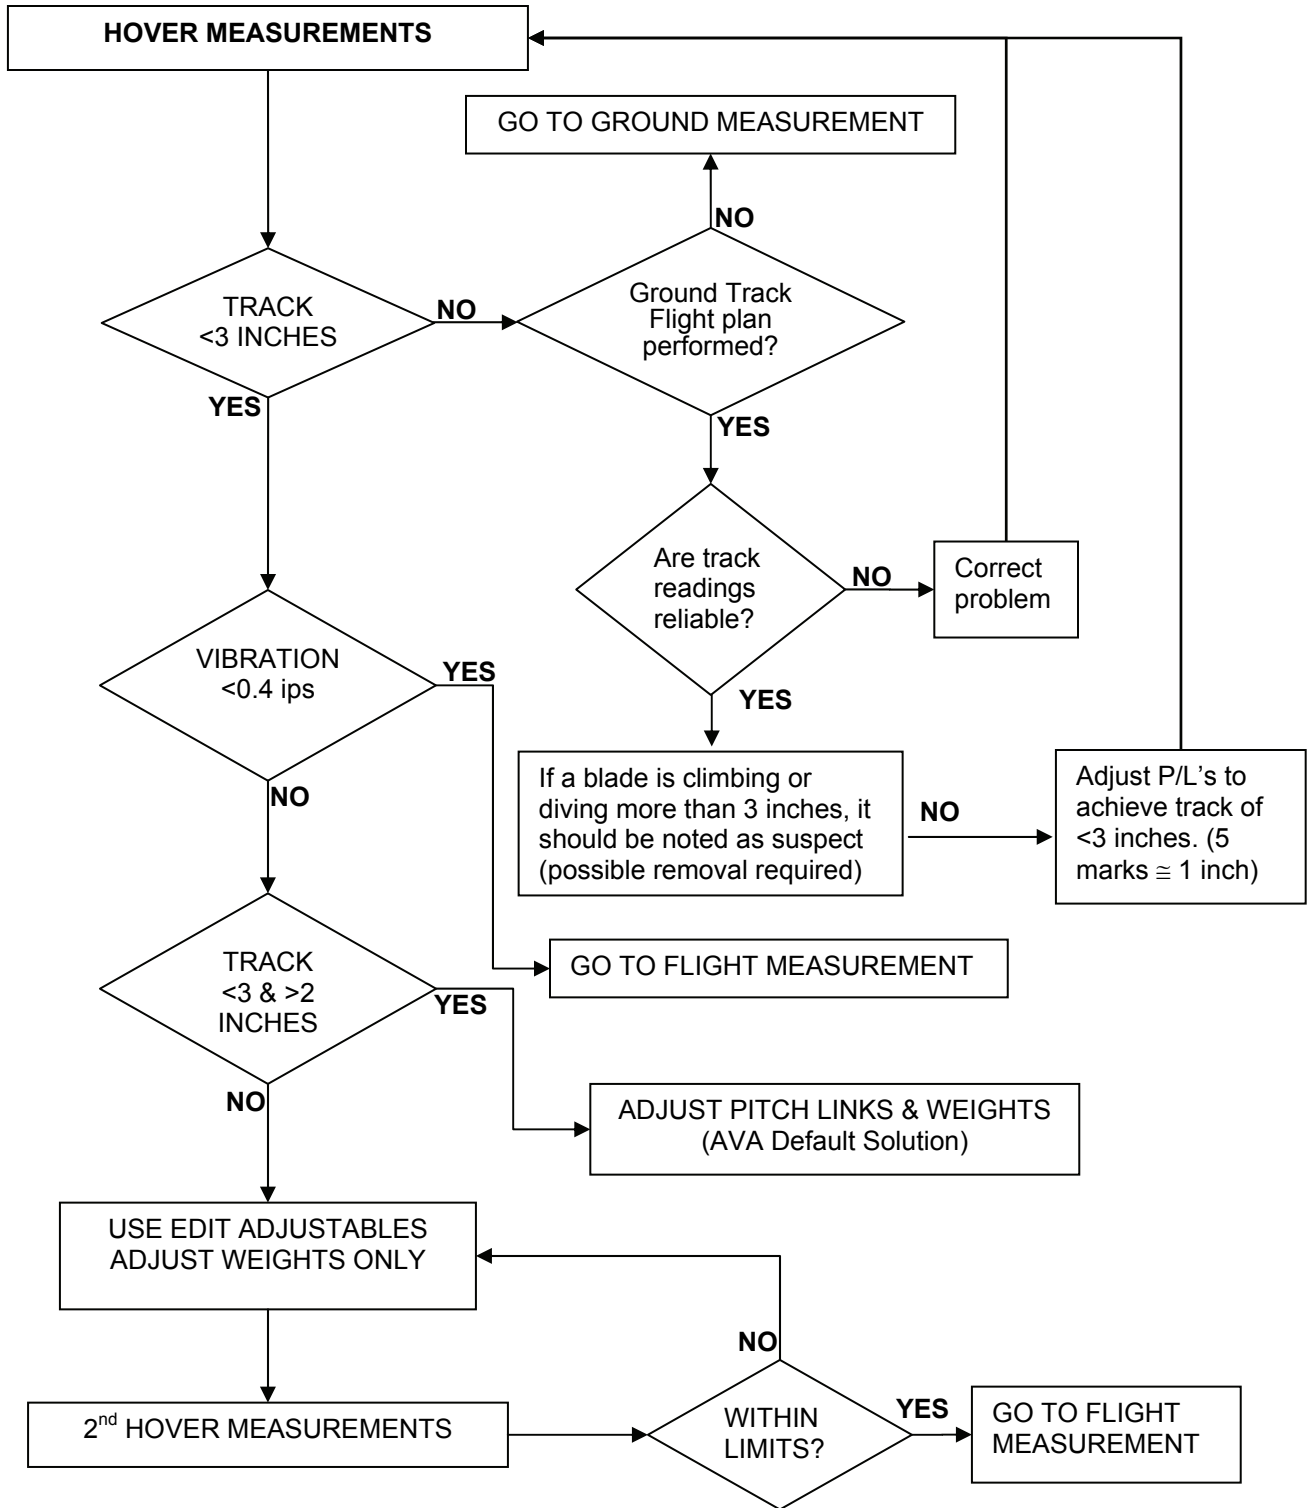 HOVER MEASUREMENTS
GO TO GROUND MEASUREMENT
NO
TRACK
<3 INCHES
NO
Ground Track
Flight plan
performed?
YES
YES
Are track
readings
reliable?
NO
Correct
problem
VIBRATION
<0.4 ips
YES
YES
NO
If a blade is climbing or
diving more than 3 inches, it
should be noted as suspect
(possible removal required)
NO
Adjust P/L’s to
achieve track of
<3 inches. (5
marks ≅ 1 inch)
TRACK
<3 & >2
INCHES
YES
GO TO FLIGHT MEASUREMENT
NO
ADJUST PITCH LINKS & WEIGHTS
(AVA Default Solution)
USE EDIT ADJUSTABLES
ADJUST WEIGHTS ONLY
NO
2nd HOVER MEASUREMENTS
WITHIN
LIMITS?
YES
GO TO FLIGHT
MEASUREMENT